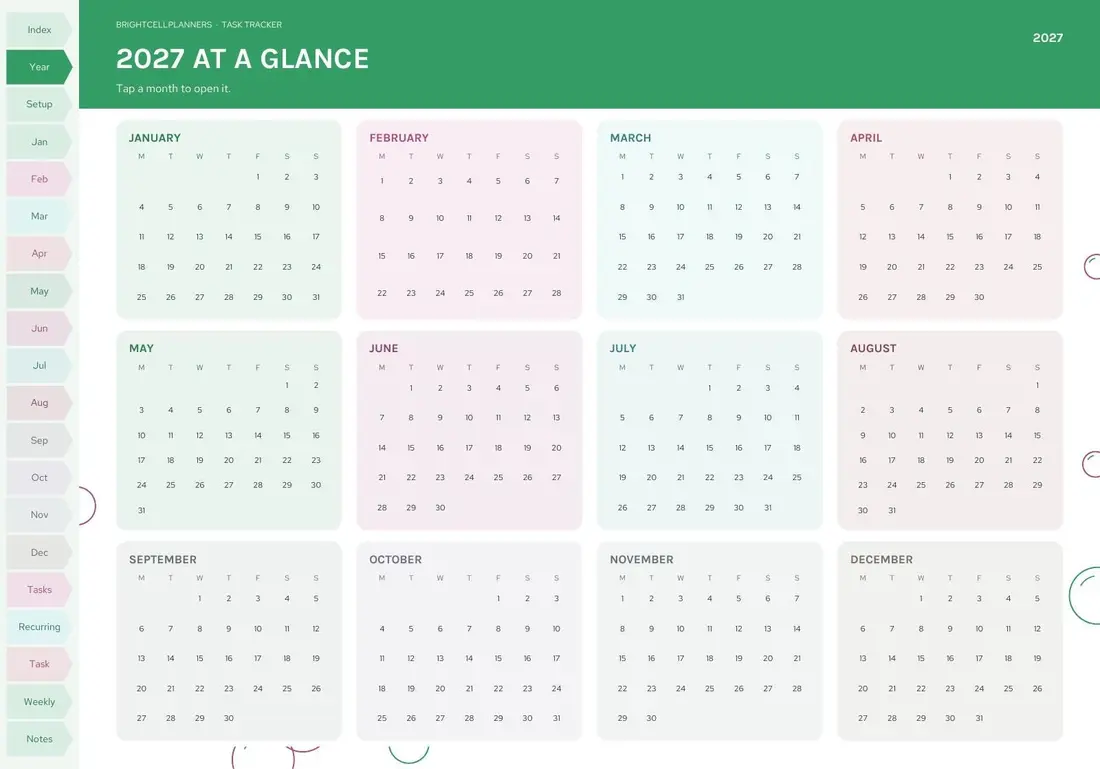 Index
Year
Setup
Jan
Feb
Mar
Apr
May
Jun
Jul
Aug
Sep
Oct
Nov
Dec
Tasks
Recurring
Task
Weekly
Notes
BRIGHTCELLPLANNERS · TASK TRACKER
2027 AT A GLANCE
Tap a month to open it.
2027
JANUARY
M T W T F S S
1 2 3
4 5 6 7 8 9 10
11 12 13 14 15 16 17
18 19 20 21 22 23 24
25 26 27 28 29 30 31
FEBRUARY
M T W T F S S
1 2 3 4 5 6 7
8 9 10 11 12 13 14
15 16 17 18 19 20 21
22 23 24 25 26 27 28
MARCH
M T W T F S S
1 2 3 4 5 6 7
8 9 10 11 12 13 14
15 16 17 18 19 20 21
22 23 24 25 26 27 28
29 30 31
APRIL
M T W T F S S
1 2 3 4
5 6 7 8 9 10 11
12 13 14 15 16 17 18
19 20 21 22 23 24 25
26 27 28 29 30
MAY
M T W T F S S
1 2
3 4 5 6 7 8 9
10 11 12 13 14 15 16
17 18 19 20 21 22 23
24 25 26 27 28 29 30
31
JUNE
M T W T F S S
1 2 3 4 5 6
7 8 9 10 11 12 13
14 15 16 17 18 19 20
21 22 23 24 25 26 27
28 29 30
JULY
M T W T F S S
1 2 3 4
5 6 7 8 9 10 11
12 13 14 15 16 17 18
19 20 21 22 23 24 25
26 27 28 29 30 31
AUGUST
M T W T F S S
1
2 3 4 5 6 7 8
9 10 11 12 13 14 15
16 17 18 19 20 21 22
23 24 25 26 27 28 29
30 31
SEPTEMBER
M T W T F S S
1 2 3 4 5
6 7 8 9 10 11 12
13 14 15 16 17 18 19
20 21 22 23 24 25 26
27 28 29 30
OCTOBER
M T W T F S S
1 2 3
4 5 6 7 8 9 10
11 12 13 14 15 16 17
18 19 20 21 22 23 24
25 26 27 28 29 30 31
NOVEMBER
M T W T F S S
1 2 3 4 5 6 7
8 9 10 11 12 13 14
15 16 17 18 19 20 21
22 23 24 25 26 27 28
29 30
DECEMBER
M T W T F S S
1 2 3 4 5
6 7 8 9 10 11 12
13 14 15 16 17 18 19
20 21 22 23 24 25 26
27 28 29 30 31